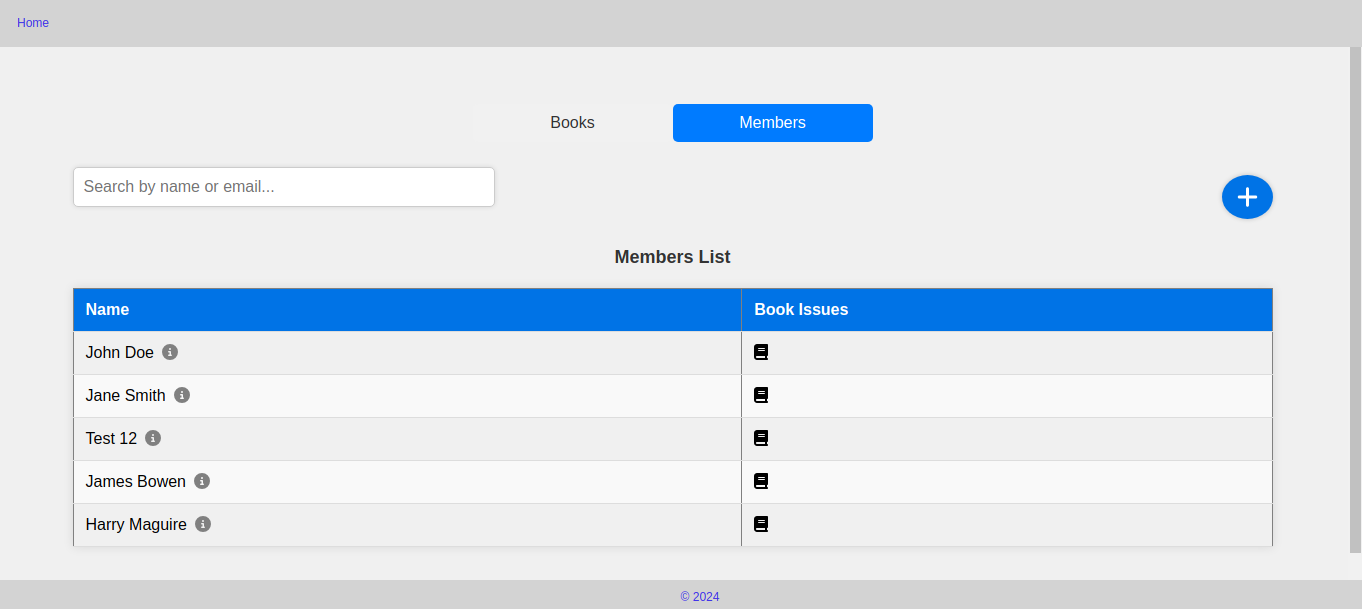 Home
Books Members
Search by name or email...
Members List
Name Book Issues
John Doe
Jane Smith
Test 12
James Bowen
Harry Maguire
© 2024